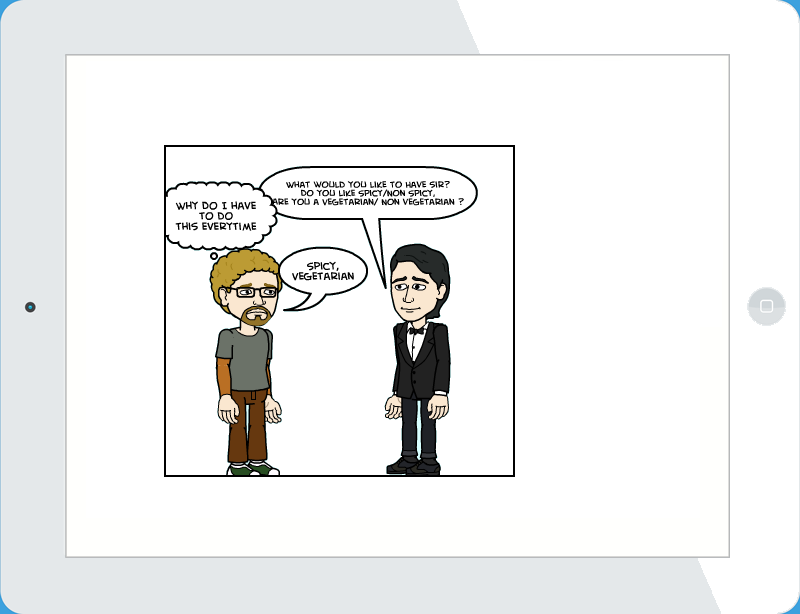 WHAT WOULD YOU LIKE TO HAVE SIR?
DO YOU LIKE SPICY/NON SPICY,
ARE YOU A VEGETARIAN/ NON VEGETARIAN ?
WHY DO I HAVE
TO DO
THIS EVERYTIME
SPICY,
VEGETARIAN